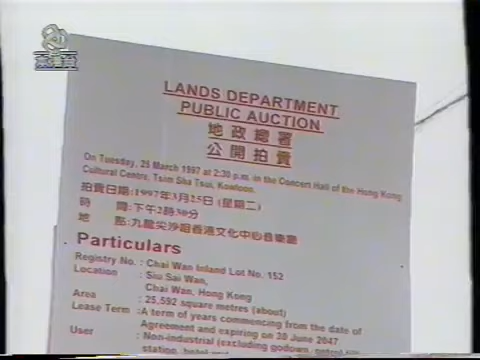 LANDS DEPARTMENT
PUBLIC AUCTION
地政總署
公開拍賣
On Tuesday, 25 March 1997 at 2:30 p.m. in the Concert Hall of the Hong Kong
Cultural Centre, Tsim Sha Tsui, Kowloon.
拍賣日期:1997年3月25日(星期二)
時 間:下午2時30分
地 點:九龍尖沙咀香港文化中心音樂廳
Particulars
Registry No. : Chai Wan Inland Lot No. 152
Location : Siu Sai Wan,
Chai Wan, Hong Kong
Area : 25,592 square metres (about)
Lease Term : A term of years commencing from the date of
Agreement and expiring on 30 June 2047
User : Non-industrial (excluding godown, petrol
station, hotel and